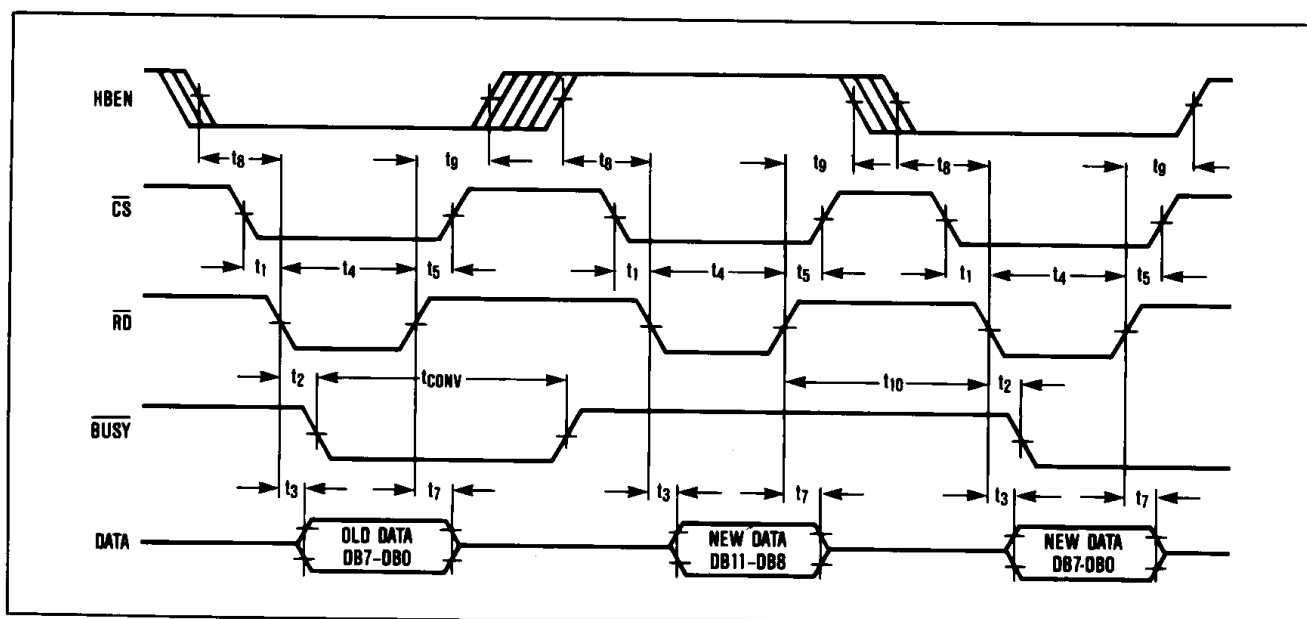 HBEN
t8 t9 t8 t9 t8 t9
CS
t1 t4 t5 t1 t4 t5 t1 t4 t5
RD
t2 tCONV t10 t2
BUSY
t3 t7 t3 t7 t3 t7
DATA
OLD DATA
DB7-DB0
NEW DATA
DB11-DB8
NEW DATA
DB7-DB0